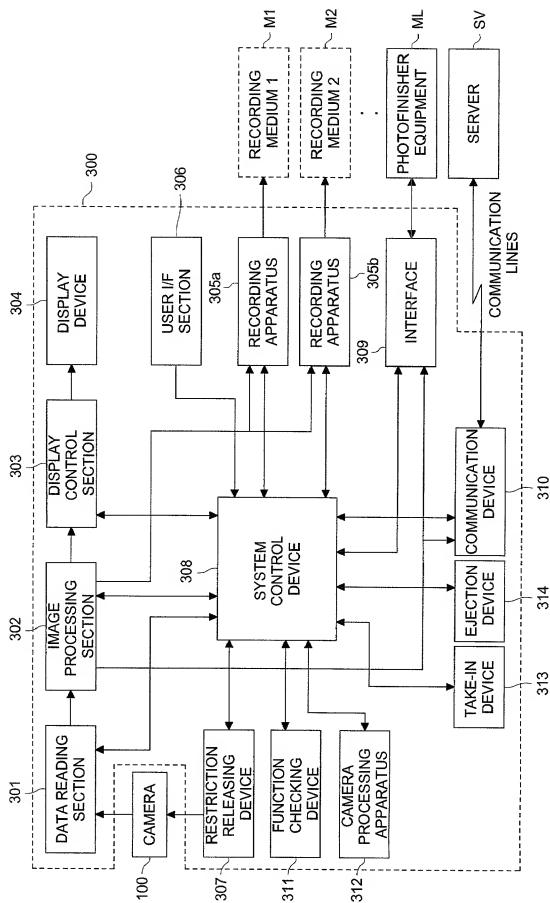 301
302
303
304
300
DATA READING
SECTION
IMAGE
PROCESSING
SECTION
DISPLAY
CONTROL
SECTION
DISPLAY
DEVICE
100
CAMERA
306
USER I/F
SECTION
307
RESTRICTION
RELEASING
DEVICE
308
SYSTEM
CONTROL
DEVICE
305a
RECORDING
APPARATUS
M1
RECORDING
MEDIUM 1
311
FUNCTION
CHECKING
DEVICE
305b
RECORDING
APPARATUS
M2
RECORDING
MEDIUM 2
312
CAMERA
PROCESSING
APPARATUS
309
INTERFACE
ML
PHOTOFINISHER
EQUIPMENT
313
TAKE-IN
DEVICE
314
EJECTION
DEVICE
310
COMMUNICATION
DEVICE
COMMUNICATION
LINES
SV
SERVER